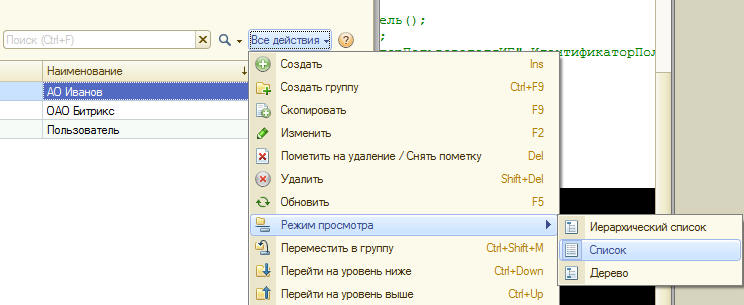 ель();
;
Поиск (Ctrl+F)
Все действия
Наименование
АО Иванов
ОАО Битрикс
Пользователь
Создать Ins
Создать группу Ctrl+F9
Скопировать F9
Изменить F2
Пометить на удаление / Снять пометку Del
Удалить Shift+Del
Обновить F5
Режим просмотра
Переместить в группу Ctrl+Shift+M
Перейти на уровень ниже Ctrl+Down
Перейти на уровень выше Ctrl+Up
Иерархический список
Список
Дерево